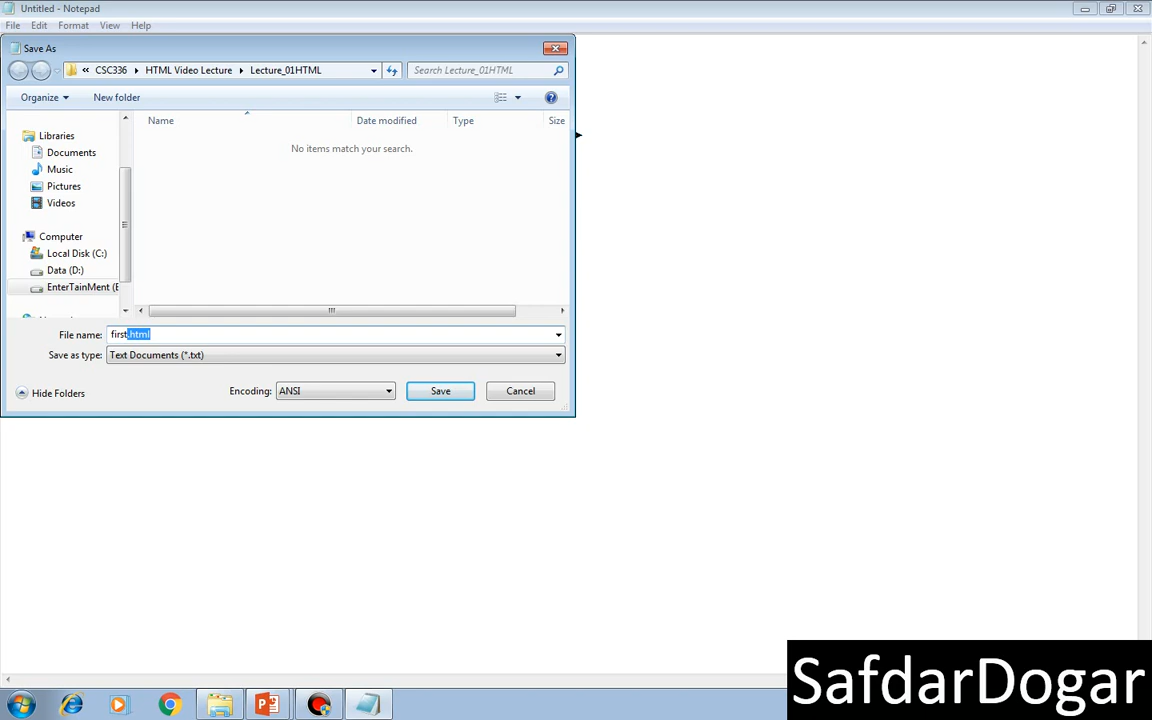 Untitled - Notepad
File Edit Format View Help
Save As
« CSC336 HTML Video Lecture Lecture_01HTML
Search Lecture_01HTML
Organize New folder
Name Date modified Type Size
No items match your search.
Libraries
Documents
Music
Pictures
Videos
Computer
Local Disk (C:)
Data (D:)
EnterTainMent (E
File name: first.html
Save as type: Text Documents (*.txt)
Hide Folders
Encoding: ANSI
Save
Cancel
SafdarDogar